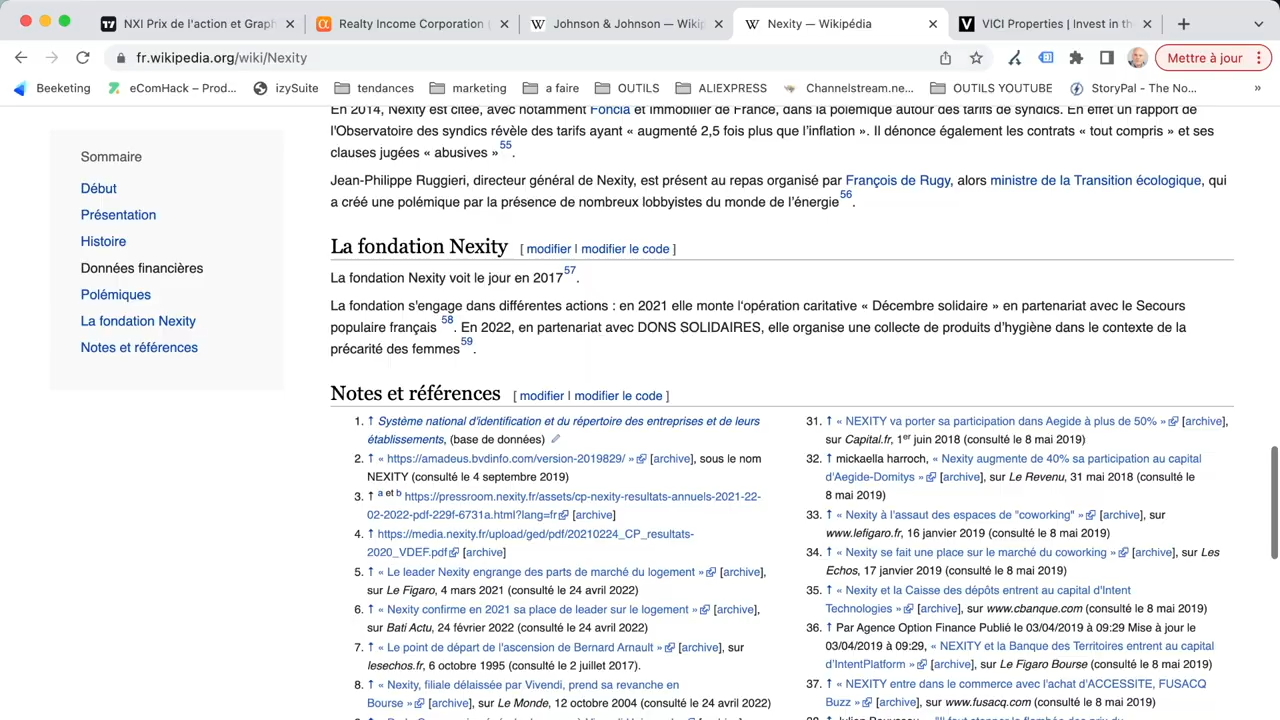 NXI Prix de l'action et Graph
Realty Income Corporation (
Johnson & Johnson — Wikip
Nexity — Wikipédia
VICI Properties | Invest in the
fr.wikipedia.org/wiki/Nexity
Mettre à jour
Beeketing
eComHack – Prod...
izySuite
tendances
marketing
a faire
OUTILS
ALIEXPRESS
Channelstream.ne...
OUTILS YOUTUBE
StoryPal - The No...
»
Sommaire
Début
Présentation
Histoire
Données financières
Polémiques
La fondation Nexity
Notes et références
En 2014, Nexity est citée, avec notamment Foncia et Immobilier de France, dans la polémique autour des tarifs de syndics. En effet un rapport de
l'Observatoire des syndics révèle des tarifs ayant « augmenté 2,5 fois plus que l'inflation ». Il dénonce également les contrats « tout compris » et ses
clauses jugées « abusives »55.
Jean-Philippe Ruggieri, directeur général de Nexity, est présent au repas organisé par François de Rugy, alors ministre de la Transition écologique, qui
a créé une polémique par la présence de nombreux lobbyistes du monde de l'énergie56.
La fondation Nexity [ modifier | modifier le code ]
La fondation Nexity voit le jour en 201757.
La fondation s'engage dans différentes actions : en 2021 elle monte l'opération caritative « Décembre solidaire » en partenariat avec le Secours
populaire français 58. En 2022, en partenariat avec DONS SOLIDAIRES, elle organise une collecte de produits d'hygiène dans le contexte de la
précarité des femmes59.
Notes et références [ modifier | modifier le code ]
1. ↑ Système national d'identification et du répertoire des entreprises et de leurs
établissements, (base de données)
2. ↑ « https://amadeus.bvdinfo.com/version-2019829/ » [archive], sous le nom
NEXITY (consulté le 4 septembre 2019)
3. ↑ a et b https://pressroom.nexity.fr/assets/cp-nexity-resultats-annuels-2021-22-
02-2022-pdf-229f-6731a.html?lang=fr [archive]
4. ↑ https://media.nexity.fr/upload/ged/pdf/20210224_CP_resultats-
2020_VDEF.pdf [archive]
5. ↑ « Le leader Nexity engrange des parts de marché du logement » [archive],
sur Le Figaro, 4 mars 2021 (consulté le 24 avril 2022)
6. ↑ « Nexity confirme en 2021 sa place de leader sur le logement » [archive],
sur Bati Actu, 24 février 2022 (consulté le 24 avril 2022)
7. ↑ « Le point de départ de l'ascension de Bernard Arnault » [archive], sur
lesechos.fr, 6 octobre 1995 (consulté le 2 juillet 2017).
8. ↑ « Nexity, filiale délaissée par Vivendi, prend sa revanche en
Bourse » [archive], sur Le Monde, 12 octobre 2004 (consulté le 24 avril 2022)
31. ↑ « NEXITY va porter sa participation dans Aegide à plus de 50% » [archive],
sur Capital.fr, 1er juin 2018 (consulté le 8 mai 2019)
32. ↑ mickaella harroch, « Nexity augmente de 40% sa participation au capital
d'Aegide-Domitys » [archive], sur Le Revenu, 31 mai 2018 (consulté le
8 mai 2019)
33. ↑ « Nexity à l'assaut des espaces de "coworking" » [archive], sur
www.lefigaro.fr, 16 janvier 2019 (consulté le 8 mai 2019)
34. ↑ « Nexity se fait une place sur le marché du coworking » [archive], sur Les
Echos, 17 janvier 2019 (consulté le 8 mai 2019)
35. ↑ « Nexity et la Caisse des dépôts entrent au capital d'Intent
Technologies » [archive], sur www.cbanque.com (consulté le 8 mai 2019)
36. ↑ Par Agence Option Finance Publié le 03/04/2019 à 09:29 Mise à jour le
03/04/2019 à 09:29, « NEXITY et la Banque des Territoires entrent au capital
d'IntentPlatform » [archive], sur Le Figaro Bourse (consulté le 8 mai 2019)
37. ↑ « NEXITY entre dans le commerce avec l'achat d'ACCESSITE, FUSACQ
Buzz » [archive], sur www.fusacq.com (consulté le 8 mai 2019)